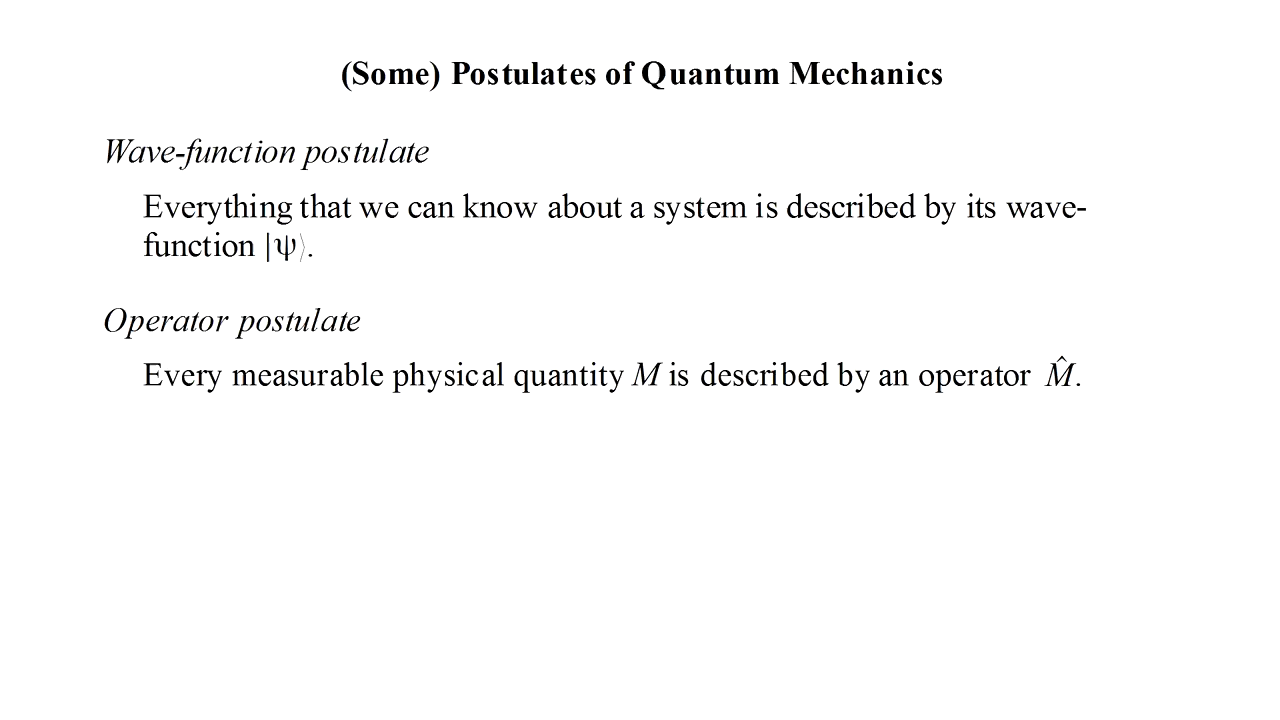 (Some) Postulates of Quantum Mechanics
Wave-function postulate
Everything that we can know about a system is described by its wave-
function |ψ⟩.
Operator postulate
Every measurable physical quantity M is described by an operator M̂.